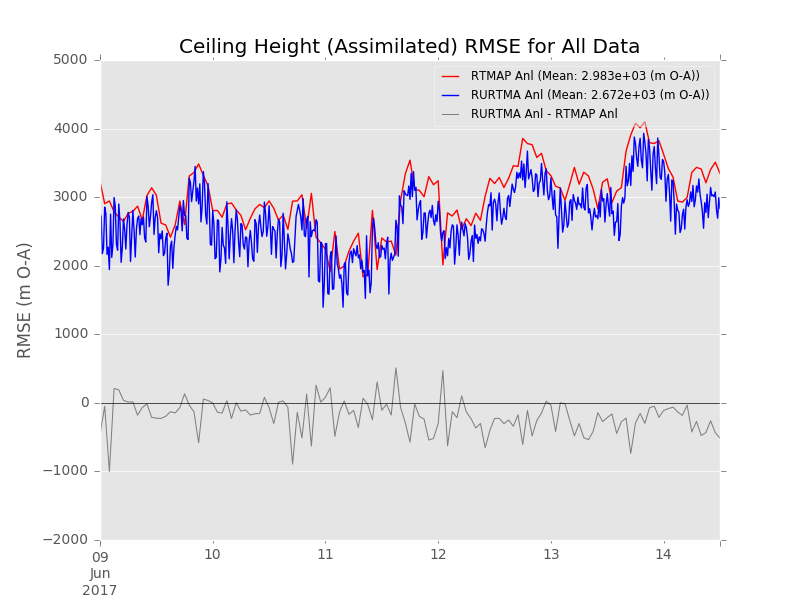 Ceiling Height (Assimilated) RMSE for All Data
RTMAP Anl (Mean: 2.983e+03 (m O-A))
RURTMA Anl (Mean: 2.672e+03 (m O-A))
RURTMA Anl - RTMAP Anl
RMSE (m O-A)
5000
4000
3000
2000
1000
0
−1000
−2000
09 10 11 12 13 14
Jun
2017